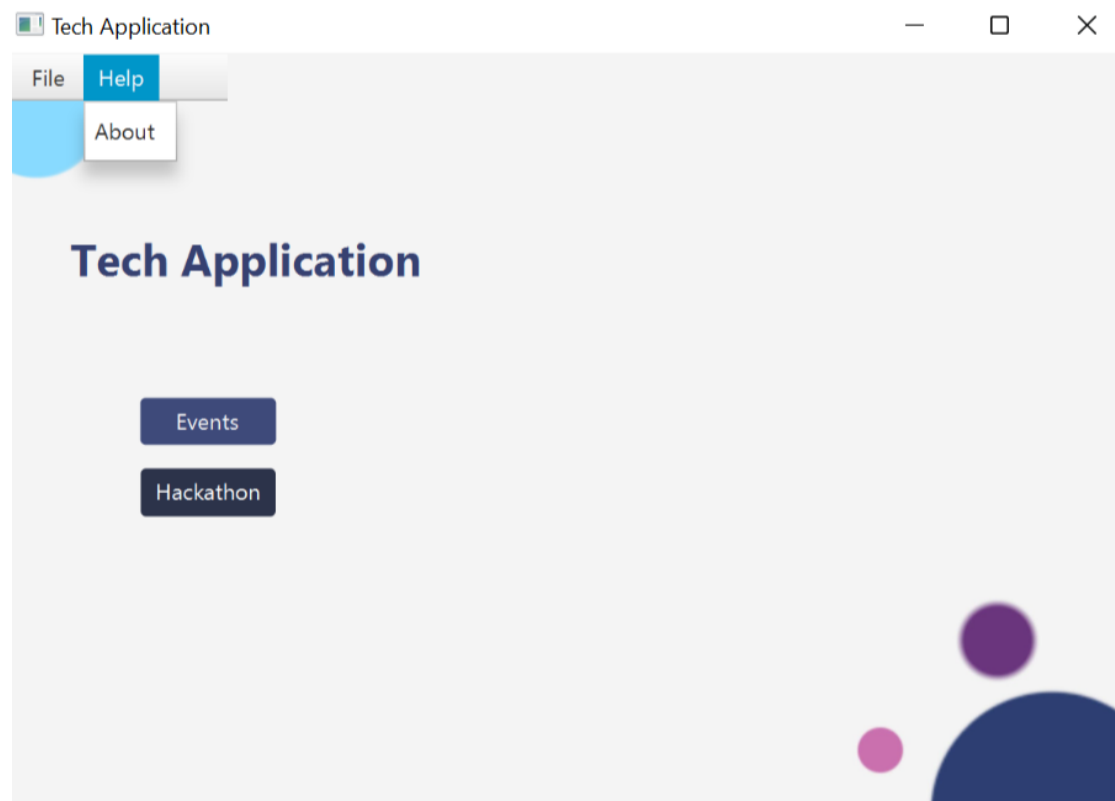 Tech Application
File Help
About
Tech Application
Events
Hackathon